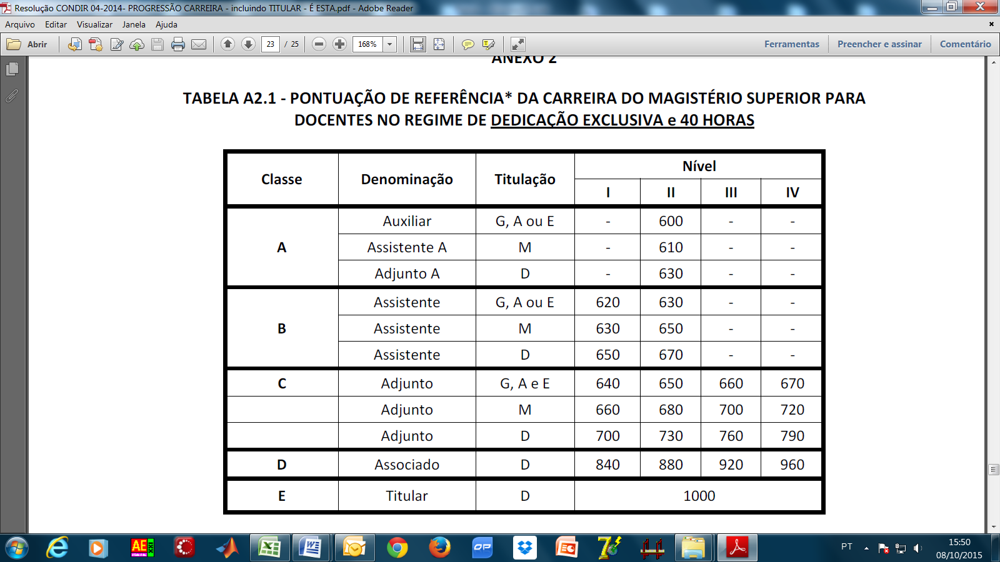 Resolução CONDIR 04-2014- PROGRESSÃO CARREIRA - incluindo TITULAR - É ESTA.pdf - Adobe Reader
Arquivo Editar Visualizar Janela Ajuda
Abrir 23 / 25 168% Ferramentas Preencher e assinar Comentário
ANEXO 2
TABELA A2.1 - PONTUAÇÃO DE REFERÊNCIA* DA CARREIRA DO MAGISTÉRIO SUPERIOR PARA
DOCENTES NO REGIME DE DEDICAÇÃO EXCLUSIVA e 40 HORAS
Classe Denominação Titulação Nível
I II III IV
A Auxiliar G, A ou E - 600 - -
Assistente A M - 610 - -
Adjunto A D - 630 - -
B Assistente G, A ou E 620 630 - -
Assistente M 630 650 - -
Assistente D 650 670 - -
C Adjunto G, A e E 640 650 660 670
Adjunto M 660 680 700 720
Adjunto D 700 730 760 790
D Associado D 840 880 920 960
E Titular D 1000
AE OP PT 15:50
08/10/2015